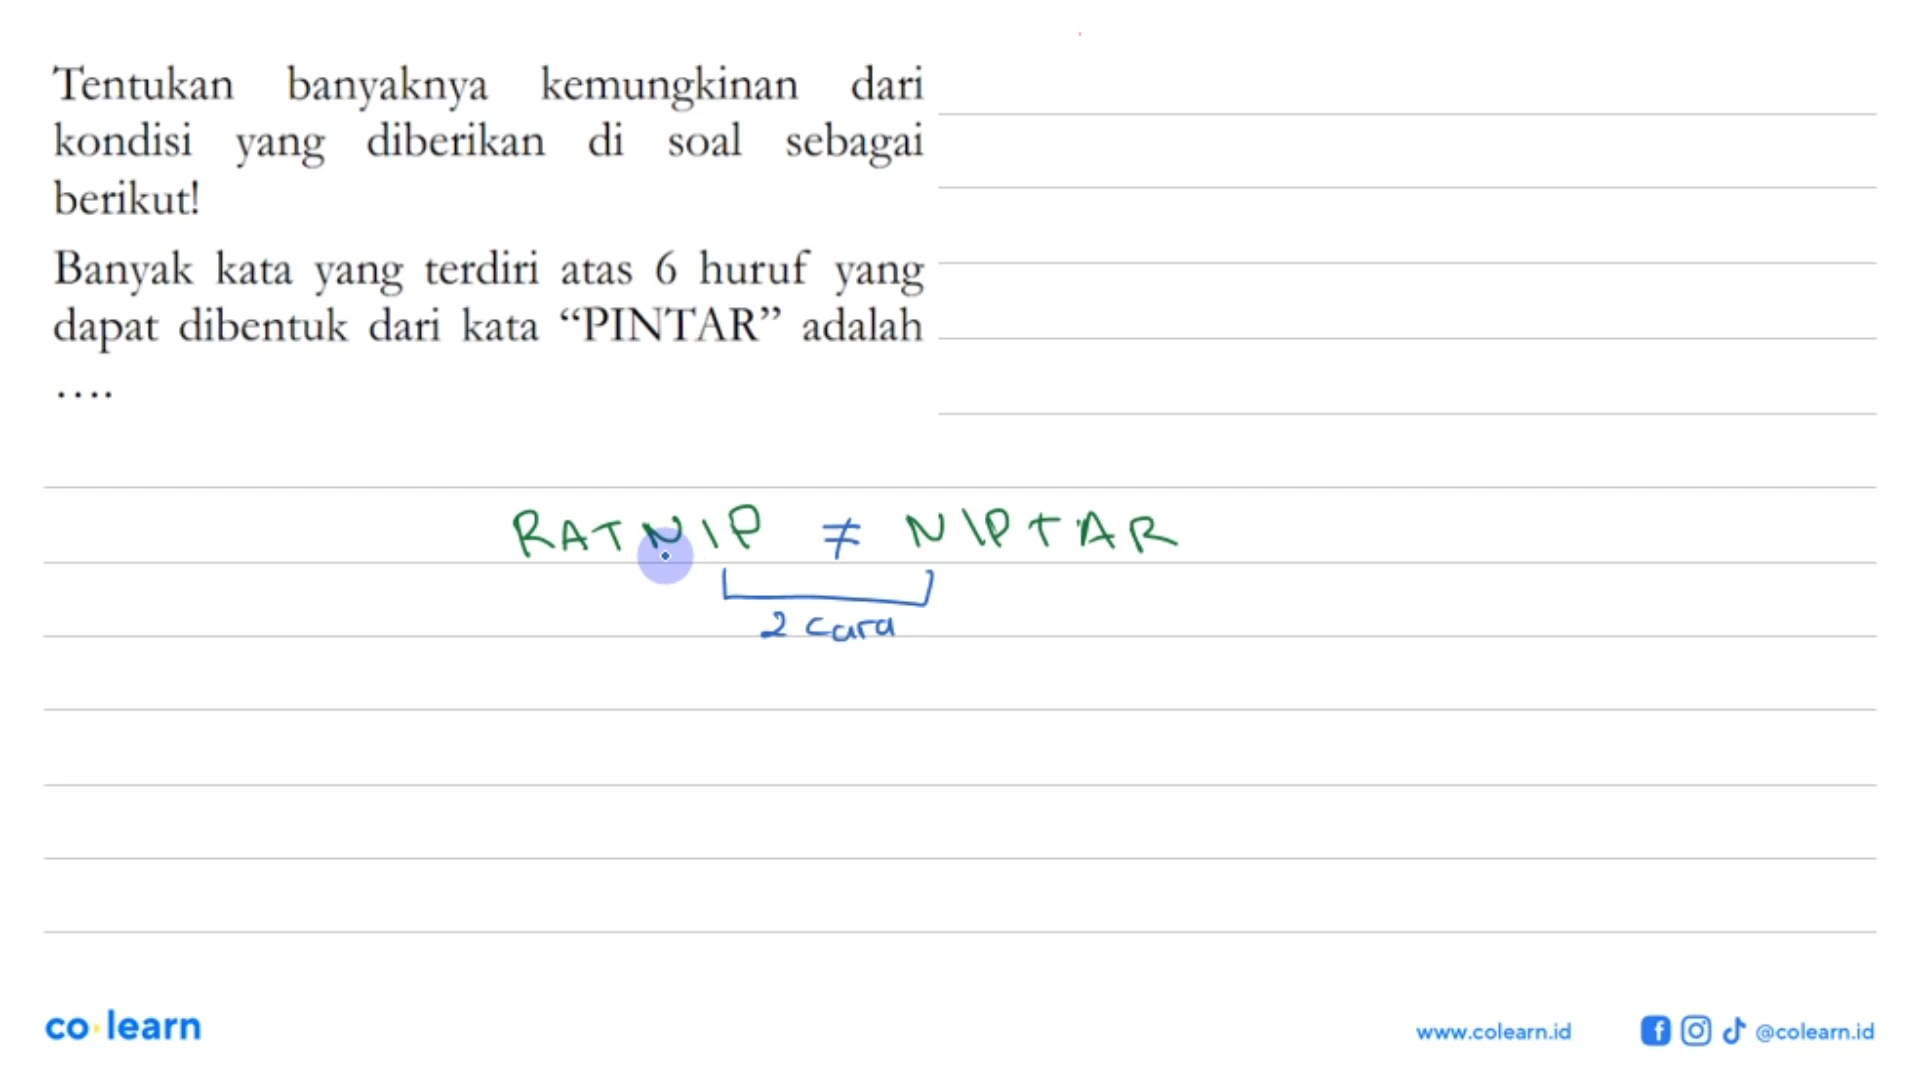 Tentukan banyaknya kemungkinan dari
kondisi yang diberikan di soal sebagai
berikut!
Banyak kata yang terdiri atas 6 huruf yang
dapat dibentuk dari kata “PINTAR” adalah
....
RATNIP ≠ NIPTAR
2 cara
co learn
www.colearn.id
@colearn.id